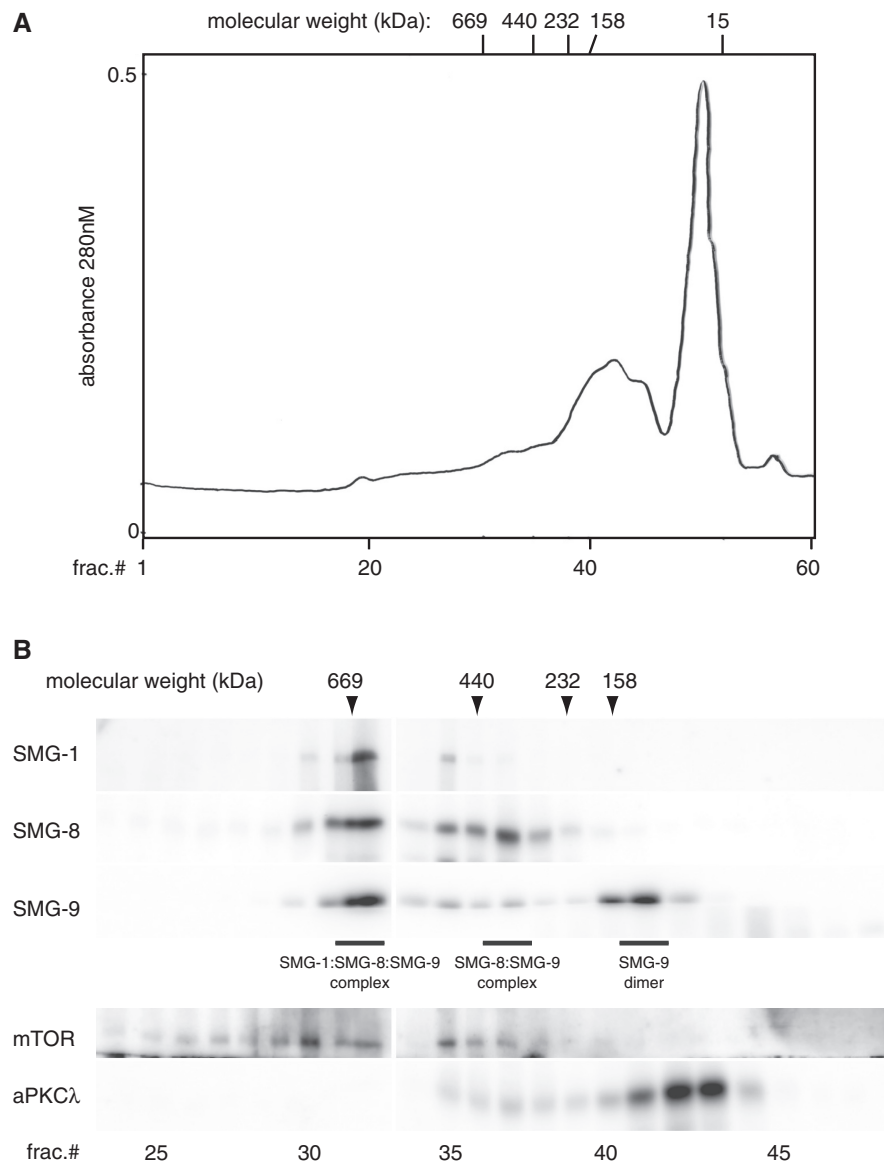 A
molecular weight (kDa): 669 440 232 158 15
0.5
absorbance 280nM
0
frac.# 1 20 40 60
B
molecular weight (kDa) 669 440 232 158
SMG-1
SMG-8
SMG-9
SMG-1:SMG-8:SMG-9
complex
SMG-8:SMG-9
complex
SMG-9
dimer
mTOR
aPKCλ
frac.# 25 30 35 40 45